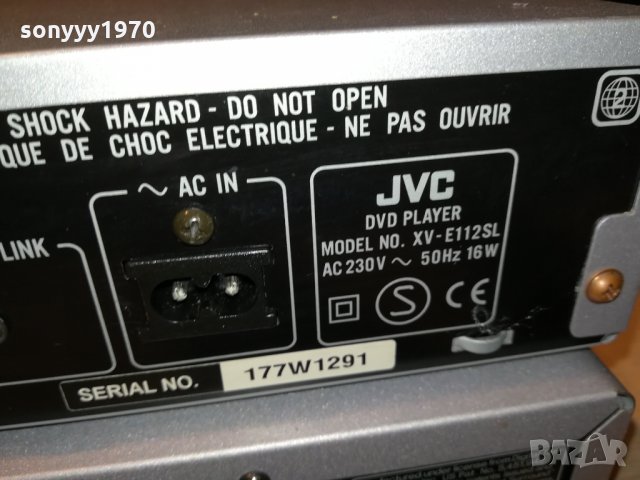 sonyyy1970
SHOCK HAZARD - DO NOT OPEN
QUE DE CHOC ELECTRIQUE - NE PAS OUVRIR
2
∼ AC IN
LINK
JVC
DVD PLAYER
MODEL NO. XV-E112SL
AC 230V ∼ 50Hz 16W
S CE
SERIAL NO. 177W1291
BAZAR